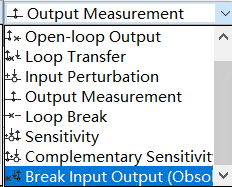 Output Measurement
Open-loop Output
Loop Transfer
Input Perturbation
Output Measurement
Loop Break
Sensitivity
Complementary Sensitivit
Break Input Output (Obsol